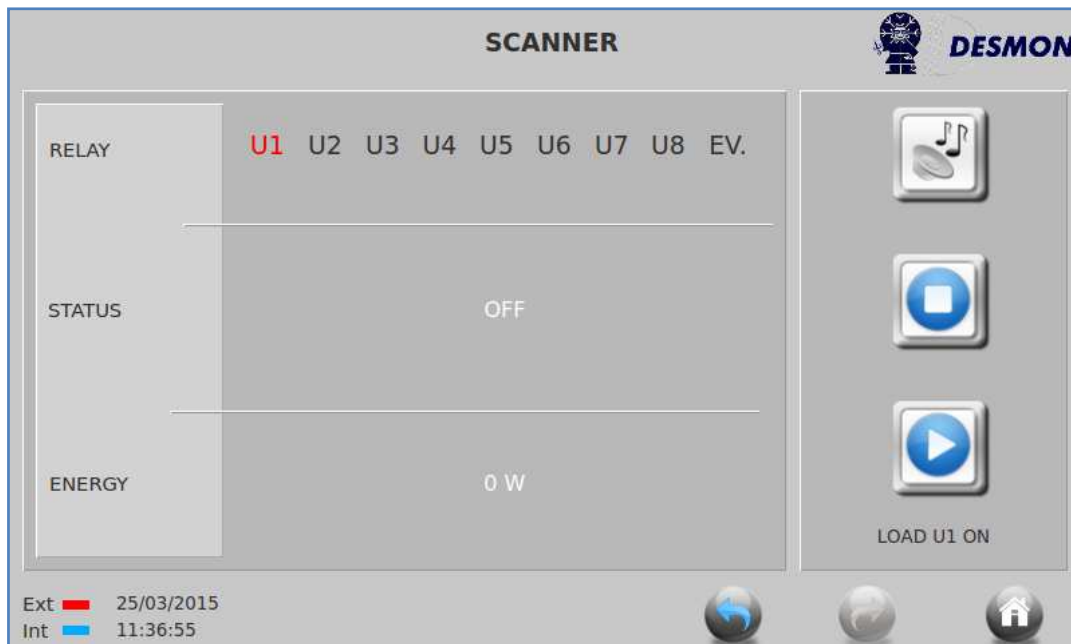 SCANNER
DESMON
RELAY U1 U2 U3 U4 U5 U6 U7 U8 EV.
STATUS OFF
ENERGY 0 W
LOAD U1 ON
Ext 25/03/2015
Int 11:36:55